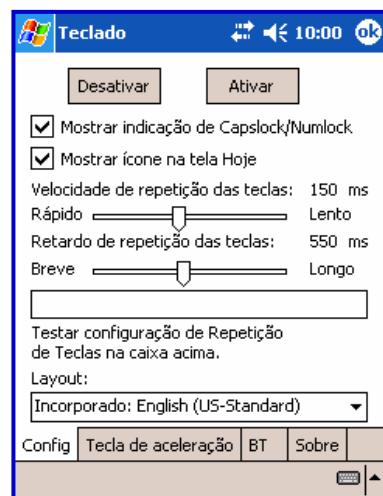 Teclado 10:00 ok
Desativar Ativar
Mostrar indicação de Capslock/Numlock
Mostrar ícone na tela Hoje
Velocidade de repetição das teclas: 150 ms
Rápido Lento
Retardo de repetição das teclas: 550 ms
Breve Longo
Testar configuração de Repetição
de Teclas na caixa acima.
Layout:
Incorporado: English (US-Standard)
Config Tecla de aceleração BT Sobre